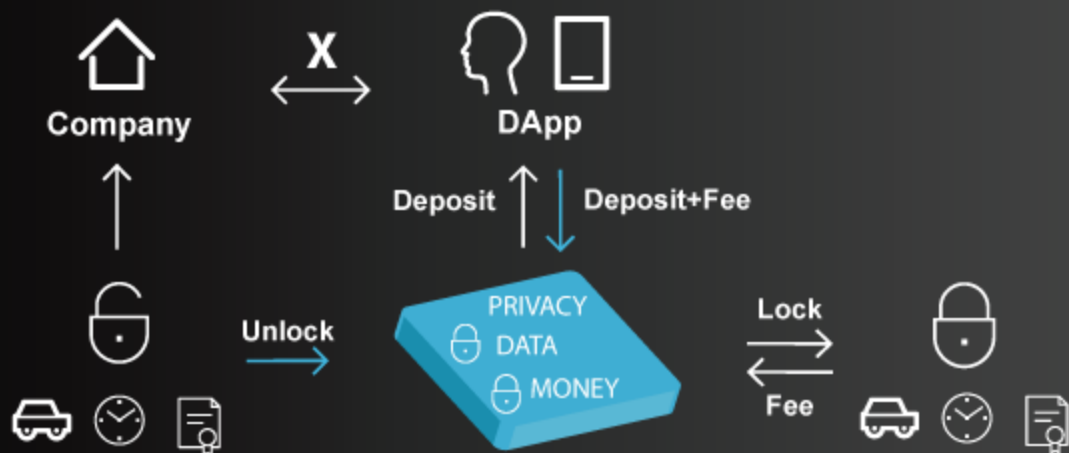 X
Company
DApp
Deposit
Deposit+Fee
PRIVACY
DATA
MONEY
Unlock
Lock
Fee